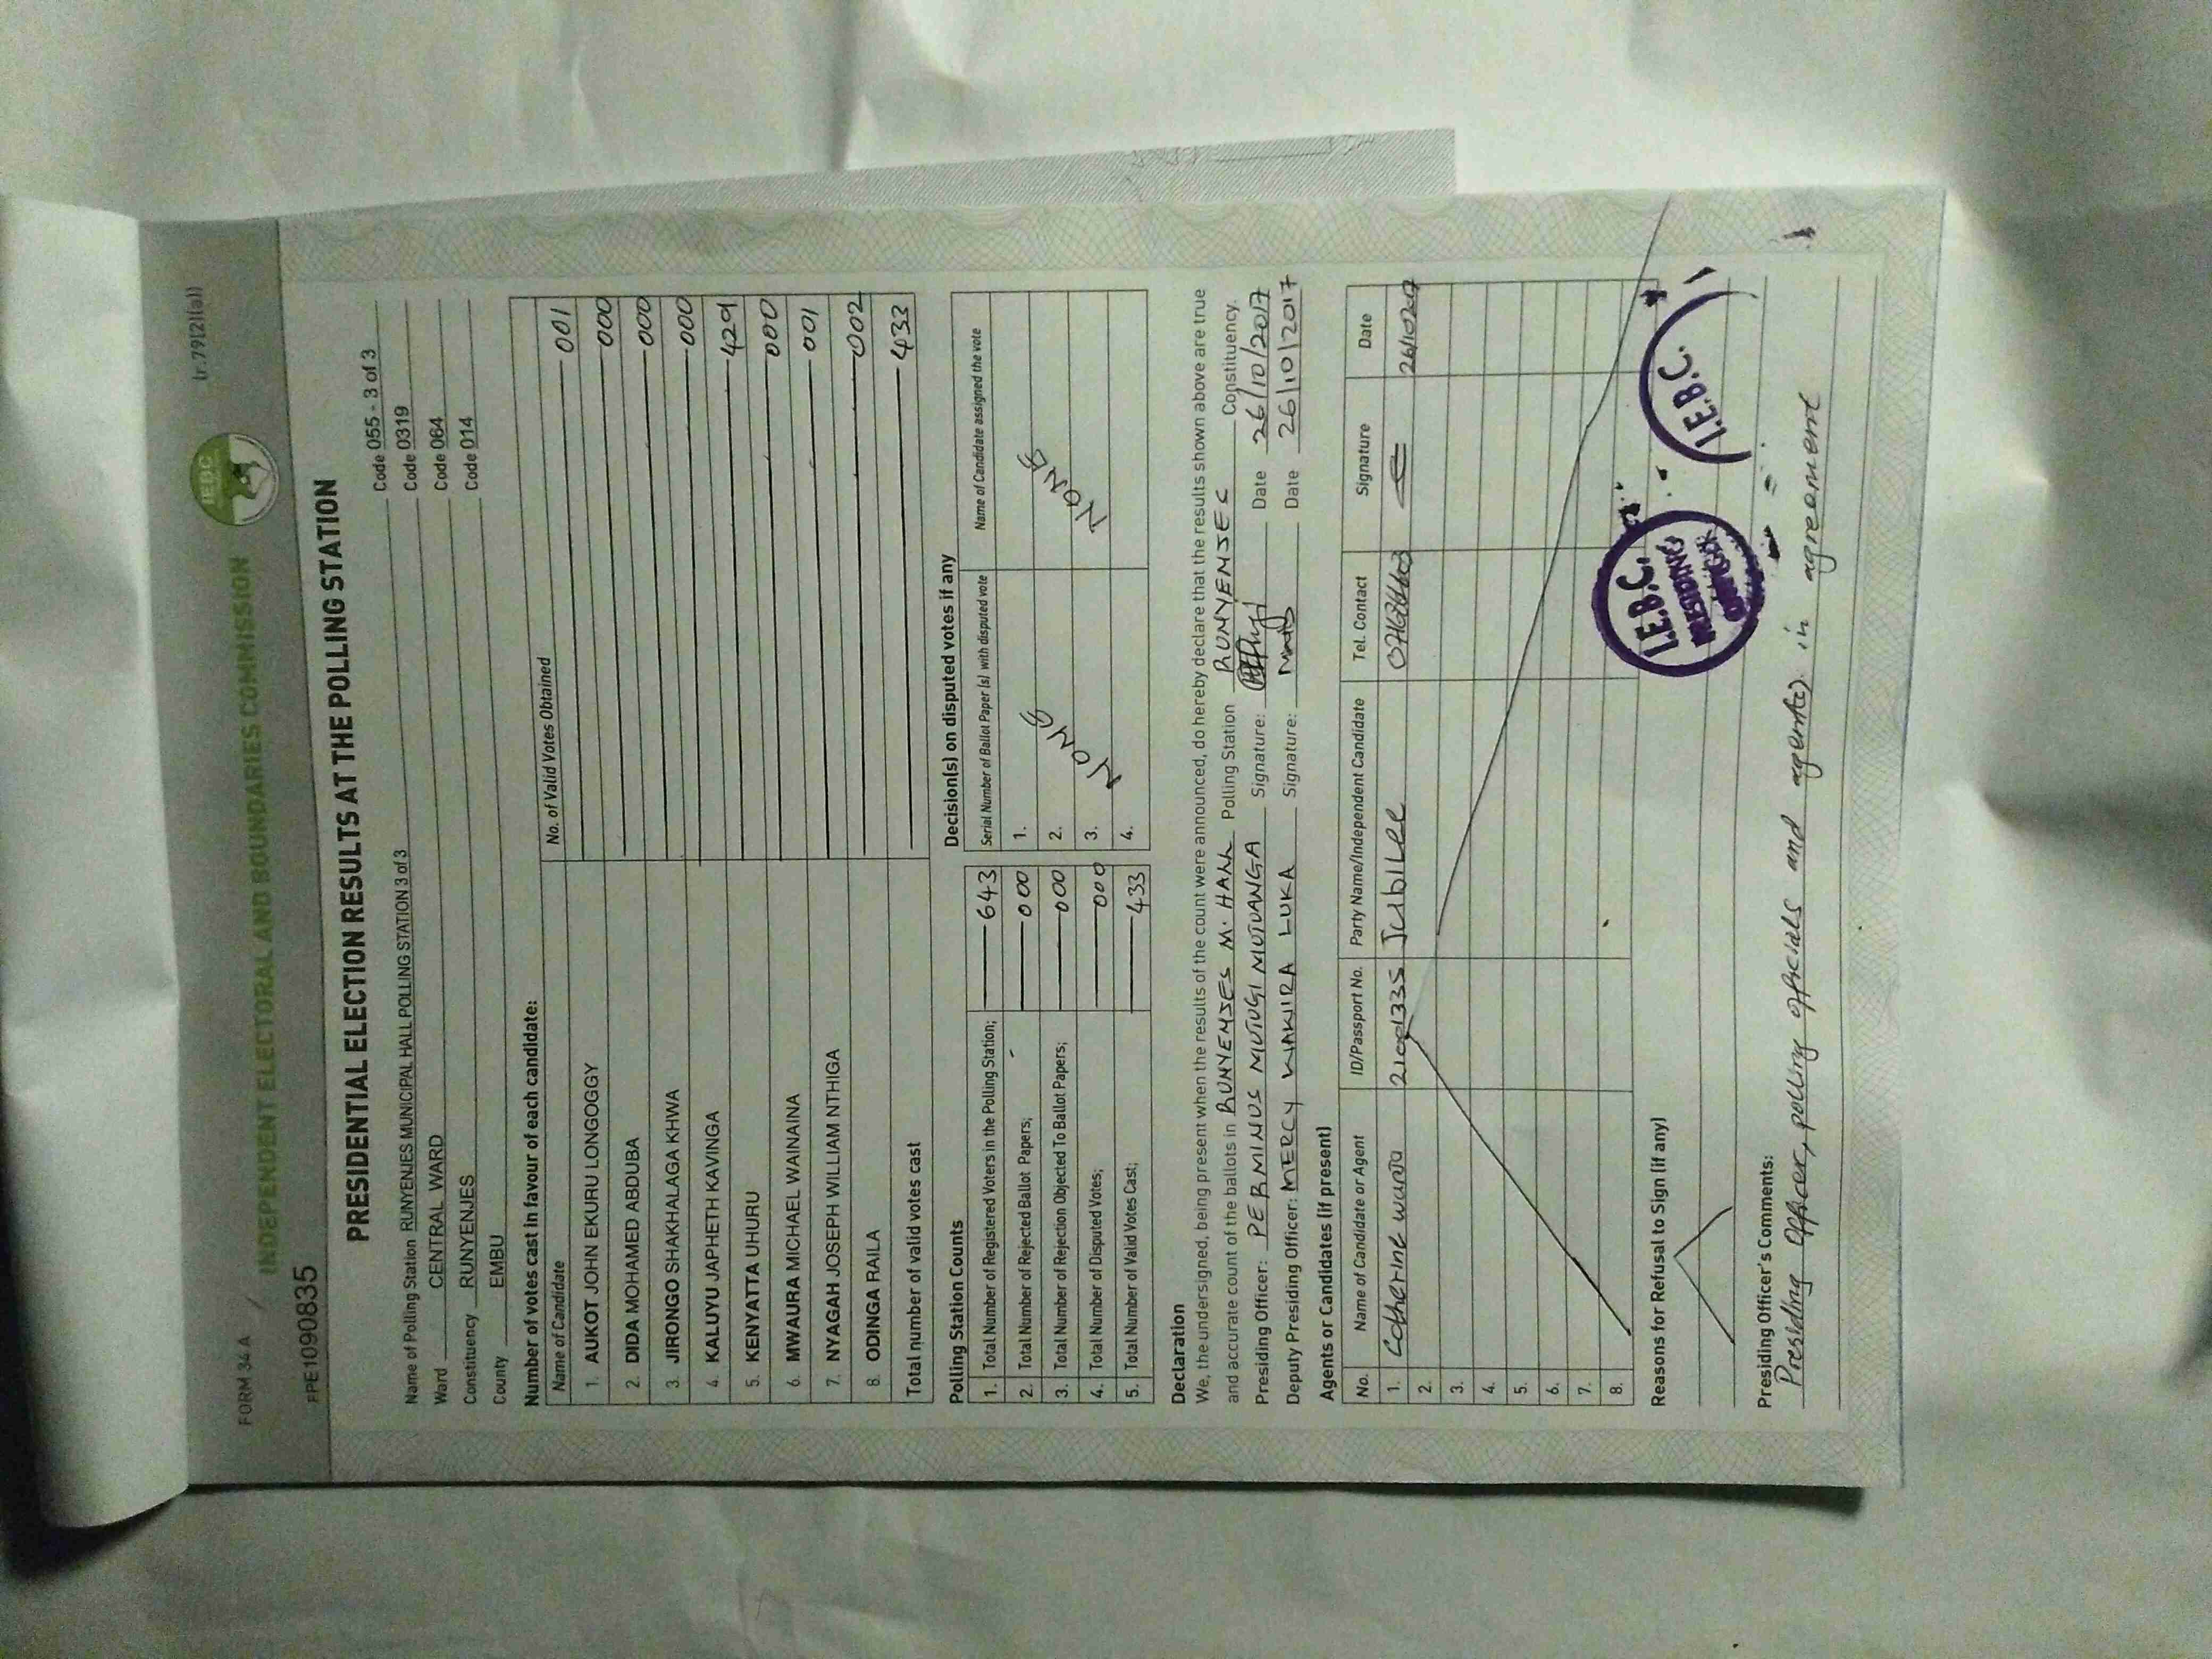 FORM 34 A
(r.79(2)(a))
INDEPENDENT ELECTORAL AND BOUNDARIES COMMISSION
IEBC
PPE1090835
PRESIDENTIAL ELECTION RESULTS AT THE POLLING STATION
Name of Polling Station RUNYENJES MUNICIPAL HALL POLLING STATION 3 of 3 Code 055 - 3 of 3
Ward CENTRAL WARD Code 0319
Constituency RUNYENJES Code 064
County EMBU Code 014
Number of votes cast in favour of each candidate:
Name of Candidate No. of Valid Votes Obtained
1. AUKOT JOHN EKURU LONGOGGY 001
2. DIDA MOHAMED ABDUBA 000
3. JIRONGO SHAKHALAGA KHWA 000
4. KALUYU JAPHETH KAVINGA 000
5. KENYATTA UHURU 429
6. MWAURA MICHAEL WAINAINA 000
7. NYAGAH JOSEPH WILLIAM NTHIGA 001
8. ODINGA RAILA 002
Total number of valid votes cast 433
Polling Station Counts
1. Total Number of Registered Voters in the Polling Station; 643
2. Total Number of Rejected Ballot Papers; 000
3. Total Number of Rejection Objected To Ballot Papers; 000
4. Total Number of Disputed Votes; 000
5. Total Number of Valid Votes Cast; 433
Decision(s) on disputed votes if any
Serial Number of Ballot Paper (s) with disputed vote Name of Candidate assigned the vote
1.
2. NONE NONE
3.
4.
Declaration
We, the undersigned, being present when the results of the count were announced, do hereby declare that the results shown above are true
and accurate count of the ballots in RUNYENJES M. HALL Polling Station RUNYENJES Constituency.
Presiding Officer: PERMINUS MUTUGI MUTUANGA Signature: Date 26/10/2017
Deputy Presiding Officer: MERCY WAWIRA LUKA Signature: Date 26/10/2017
Agents or Candidates (if present)
No. Name of Candidate or Agent ID/Passport No. Party Name/Independent Candidate Tel. Contact Signature Date
1. Catherine Jubilee
2.
3.
4.
5.
6.
7.
8.
I.E.B.C. PRESIDING OFFICER
I.E.B.C.
Reasons for Refusal to Sign (if any)
Presiding Officer's Comments:
Presiding Officer, polling officials and agent(s) in agreement